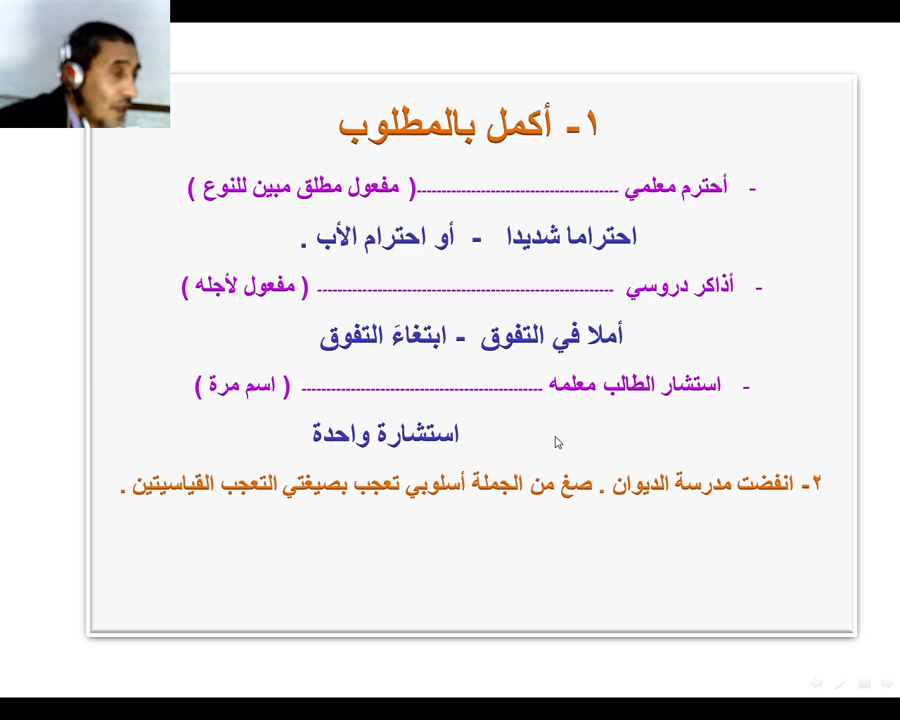 ١- أكمل بالمطلوب
- أحترم معلمي ---------------------------------------( مفعول مطلق مبين للنوع )
احتراما شديدا - أو احترام الأب .
- أذاكر دروسي --------------------------------------------------------- ( مفعول لأجله )
أملا في التفوق - ابتغاءَ التفوق
- استشار الطالب معلمه ----------------------------------------------- ( اسم مرة )
استشارة واحدة
٢- انفضت مدرسة الديوان . صغ من الجملة أسلوبي تعجب بصيغتي التعجب القياسيتين .